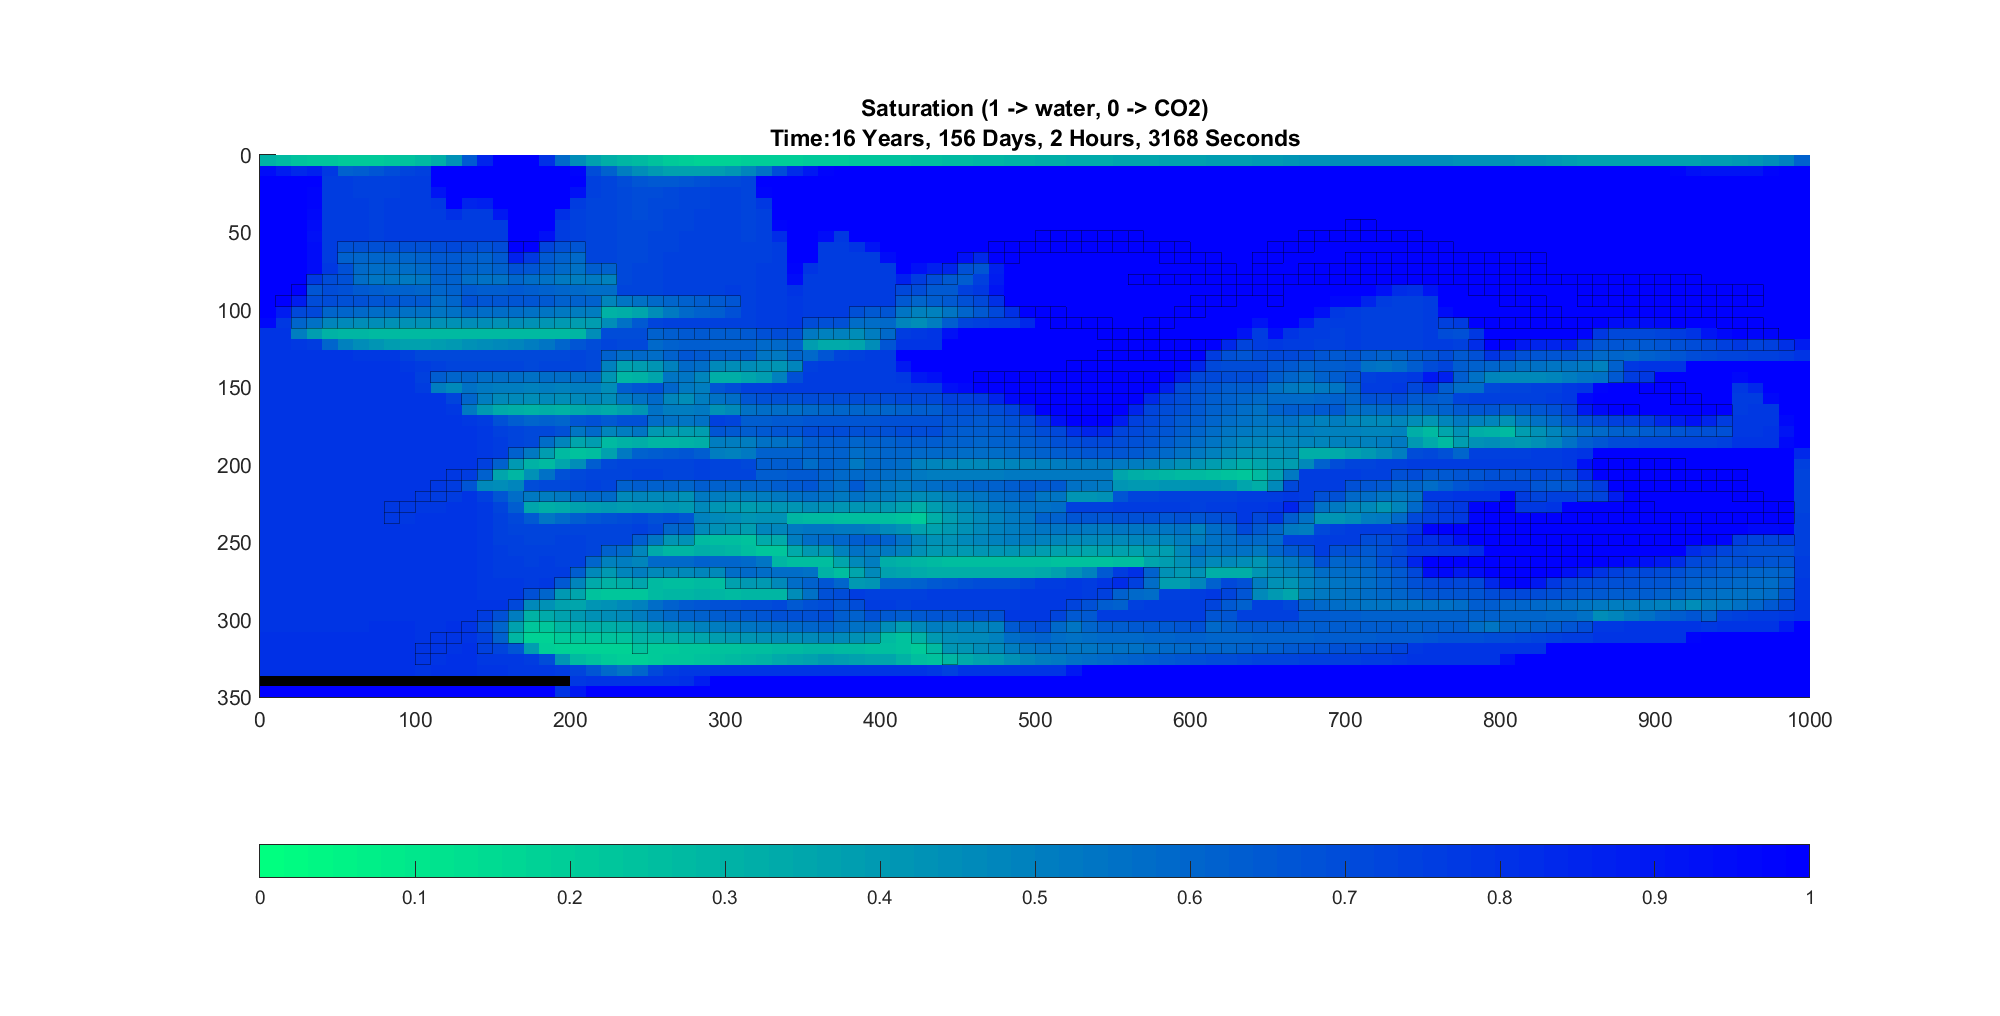 Saturation (1 -> water, 0 -> CO2)
Time:16 Years, 156 Days, 2 Hours, 3168 Seconds
0
50
100
150
200
250
300
350
0 100 200 300 400 500 600 700 800 900 1000
0 0.1 0.2 0.3 0.4 0.5 0.6 0.7 0.8 0.9 1